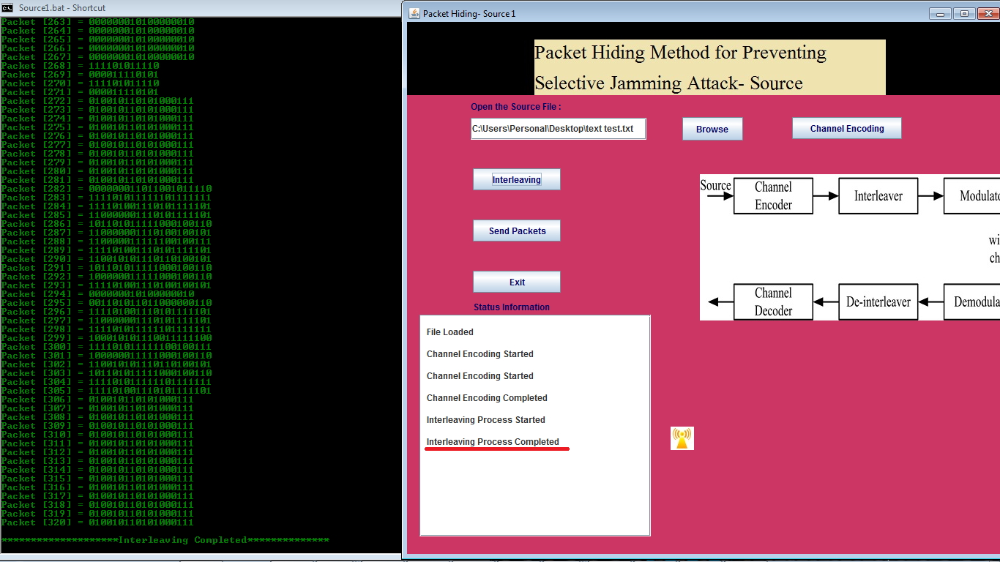 Source1.bat - Shortcut
Packet [263] = 000000010100000010
Packet [264] = 000000010100000010
Packet [265] = 000000010100000010
Packet [266] = 000000010100000010
Packet [267] = 000000010100000010
Packet [268] = 111101011110
Packet [269] = 000011110101
Packet [270] = 111101011110
Packet [271] = 000011110101
Packet [272] = 010010110101000111
Packet [273] = 010010110101000111
Packet [274] = 010010110101000111
Packet [275] = 010010110101000111
Packet [276] = 010010110101000111
Packet [277] = 010010110101000111
Packet [278] = 010010110101000111
Packet [279] = 010010110101000111
Packet [280] = 010010110101000111
Packet [281] = 010010110101000111
Packet [282] = 000000011011001011110
Packet [283] = 111101011111101111111
Packet [284] = 111101001110101111101
Packet [285] = 110000001110101111101
Packet [286] = 101101011111000100110
Packet [287] = 110000001110100100101
Packet [288] = 110000011111100100111
Packet [289] = 111101001110101111101
Packet [290] = 110010101110110100101
Packet [291] = 101101011111000100110
Packet [292] = 100000011111000100110
Packet [293] = 111101001110100100101
Packet [294] = 000000010100000010
Packet [295] = 001101011011000000110
Packet [296] = 111101001110101111101
Packet [297] = 110000001110101111101
Packet [298] = 111101011111101111101
Packet [299] = 100010101110011111100
Packet [300] = 111101011111100100111
Packet [301] = 100000011111000100110
Packet [302] = 110010101110110100101
Packet [303] = 101101011111000100110
Packet [304] = 111101011111101111111
Packet [305] = 111101001110101111101
Packet [306] = 010010110101000111
Packet [307] = 010010110101000111
Packet [308] = 010010110101000111
Packet [309] = 010010110101000111
Packet [310] = 010010110101000111
Packet [311] = 010010110101000111
Packet [312] = 010010110101000111
Packet [313] = 010010110101000111
Packet [314] = 010010110101000111
Packet [315] = 010010110101000111
Packet [316] = 010010110101000111
Packet [317] = 010010110101000111
Packet [318] = 010010110101000111
Packet [319] = 010010110101000111
Packet [320] = 010010110101000111
********************Interleaving Completed**************
Packet Hiding- Source 1
Packet Hiding Method for Preventing
Selective Jamming Attack- Source
Open the Source File :
C:\Users\Personal\Desktop\text test.txt
Browse
Channel Encoding
Interleaving
Send Packets
Exit
Status Information
File Loaded
Channel Encoding Started
Channel Encoding Started
Channel Encoding Completed
Interleaving Process Started
Interleaving Process Completed
Source
Channel
Encoder
Interleaver
Modulato
wi
ch
Channel
Decoder
De-interleaver
Demodula